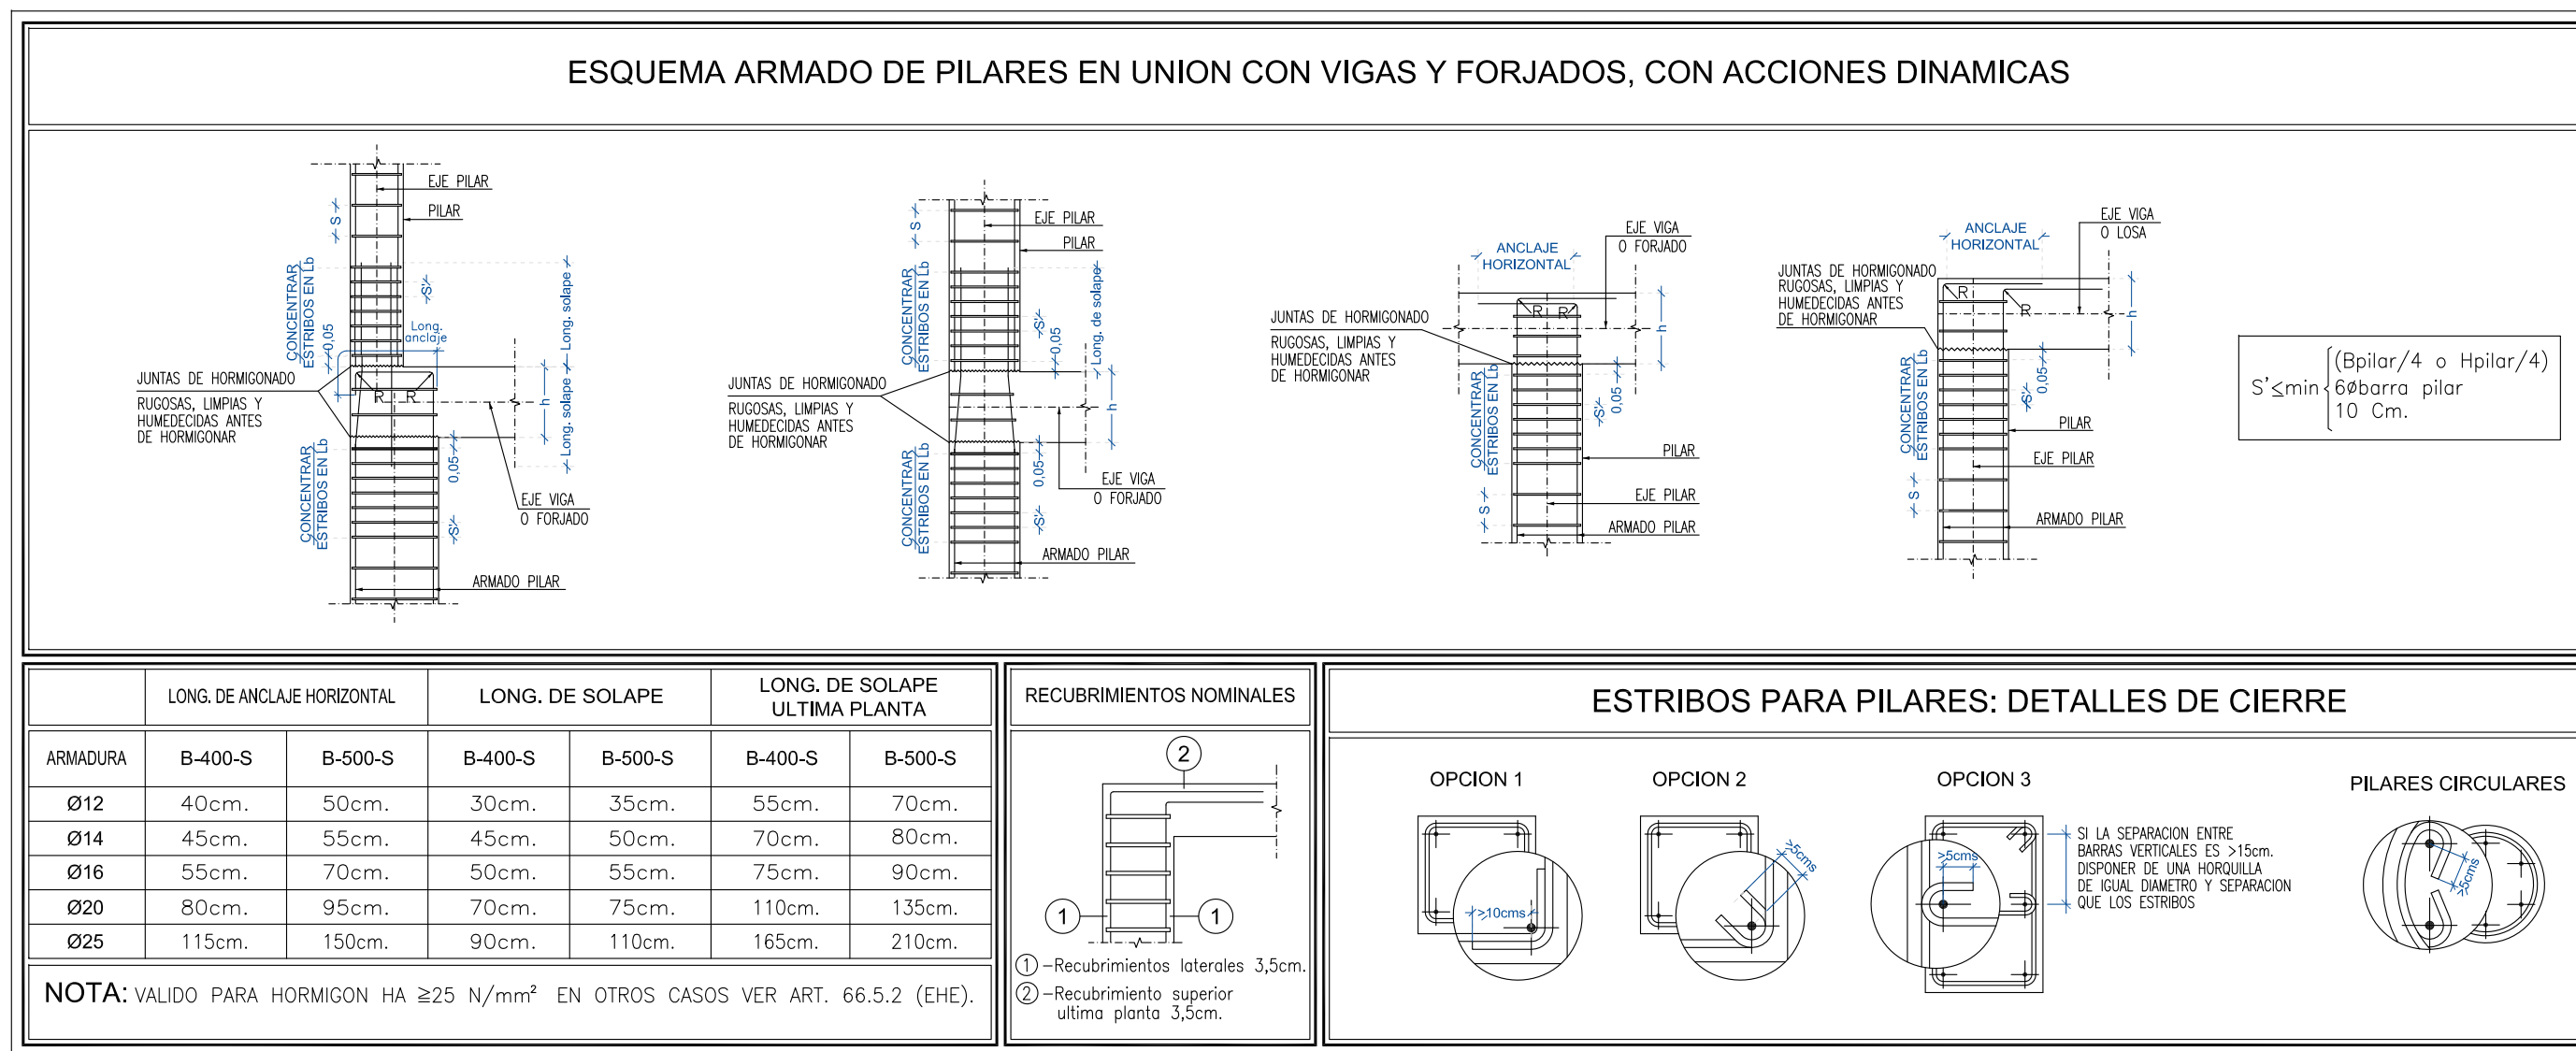 ESQUEMA ARMADO DE PILARES EN UNION CON VIGAS Y FORJADOS, CON ACCIONES DINAMICAS
EJE PILAR
PILAR
S
CONCENTRAR
ESTRIBOS EN Lb
S'
0,05
Long.
anclaje
Long. solape
Long. solape
h
JUNTAS DE HORMIGONADO
RUGOSAS, LIMPIAS Y
HUMEDECIDAS ANTES
DE HORMIGONAR
R R
CONCENTRAR
ESTRIBOS EN Lb
0,05
S'
EJE VIGA
O FORJADO
ARMADO PILAR
S
EJE PILAR
PILAR
CONCENTRAR
ESTRIBOS EN Lb
S'
0,05
Long. de solape
h
JUNTAS DE HORMIGONADO
RUGOSAS, LIMPIAS Y
HUMEDECIDAS ANTES
DE HORMIGONAR
CONCENTRAR
ESTRIBOS EN Lb
0,05
S'
EJE VIGA
O FORJADO
ARMADO PILAR
ANCLAJE
HORIZONTAL
EJE VIGA
O FORJADO
R R
h
JUNTAS DE HORMIGONADO
RUGOSAS, LIMPIAS Y
HUMEDECIDAS ANTES
DE HORMIGONAR
CONCENTRAR
ESTRIBOS EN Lb
0,05
S'
S
PILAR
EJE PILAR
ARMADO PILAR
ANCLAJE
HORIZONTAL
EJE VIGA
O LOSA
JUNTAS DE HORMIGONADO
RUGOSAS, LIMPIAS Y
HUMEDECIDAS ANTES
DE HORMIGONAR
R
R
h
CONCENTRAR
ESTRIBOS EN Lb
0,05
S'
S
PILAR
EJE PILAR
ARMADO PILAR
(Bpilar/4 o Hpilar/4)
S'≤min 6øbarra pilar
10 Cm.
LONG. DE ANCLAJE HORIZONTAL LONG. DE SOLAPE LONG. DE SOLAPE
ULTIMA PLANTA
ARMADURA B-400-S B-500-S B-400-S B-500-S B-400-S B-500-S
Ø12 40cm. 50cm. 30cm. 35cm. 55cm. 70cm.
Ø14 45cm. 55cm. 45cm. 50cm. 70cm. 80cm.
Ø16 55cm. 70cm. 50cm. 55cm. 75cm. 90cm.
Ø20 80cm. 95cm. 70cm. 75cm. 110cm. 135cm.
Ø25 115cm. 150cm. 90cm. 110cm. 165cm. 210cm.
NOTA: VALIDO PARA HORMIGON HA ≧25 N/mm² EN OTROS CASOS VER ART. 66.5.2 (EHE).
RECUBRIMIENTOS NOMINALES
2
1 1
1 -Recubrimientos laterales 3,5cm.
2 -Recubrimiento superior
ultima planta 3,5cm.
ESTRIBOS PARA PILARES: DETALLES DE CIERRE
OPCION 1
≥10cms
OPCION 2
>5cms
OPCION 3
>5cms
SI LA SEPARACION ENTRE
BARRAS VERTICALES ES >15cm.
DISPONER DE UNA HORQUILLA
DE IGUAL DIAMETRO Y SEPARACION
QUE LOS ESTRIBOS
PILARES CIRCULARES
>5cms